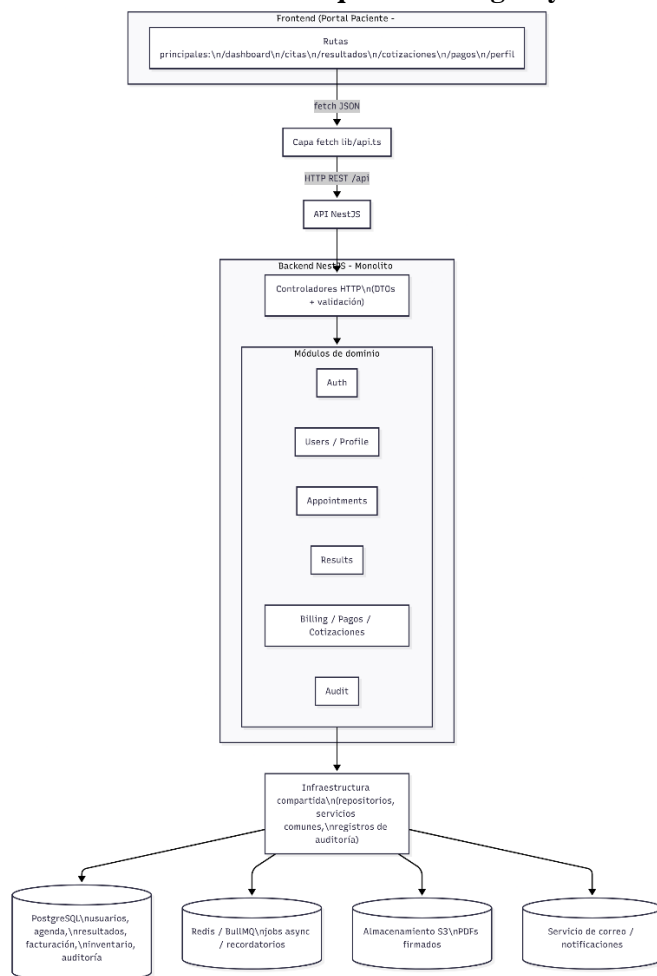 Frontend (Portal Paciente -
Rutas
principales:\n/dashboard\n/citas\n/resultados\n/cotizaciones\n/pagos\n/perfil
fetch JSON
Capa fetch lib/api.ts
HTTP REST /api
API NestJS
Backend NestJS - Monolito
Controladores HTTP\n(DTOs
+ validación)
Módulos de dominio
Auth
Users / Profile
Appointments
Results
Billing / Pagos /
Cotizaciones
Audit
Infraestructura
compartida\n(repositorios,
servicios
comunes,\nregistros de
auditoría)
PostgreSQL\nusuarios,
agenda,\nresultados,
facturación,\ninventario,
auditoría
Redis / BullMQ\njobs async
/ recordatorios
Almacenamiento S3\nPDFs
firmados
Servicio de correo /
notificaciones